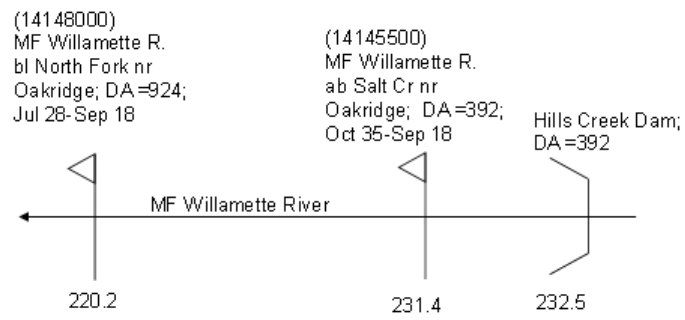 (14148000)
MF Willamette R.
bl North Fork nr
Oakridge; DA=924;
Jul 28-Sep 18
(14145500)
MF Willamette R.
ab Salt Cr nr
Oakridge; DA=392;
Oct 35-Sep 18
Hills Creek Dam;
DA=392
MF Willamette River
220.2
231.4
232.5